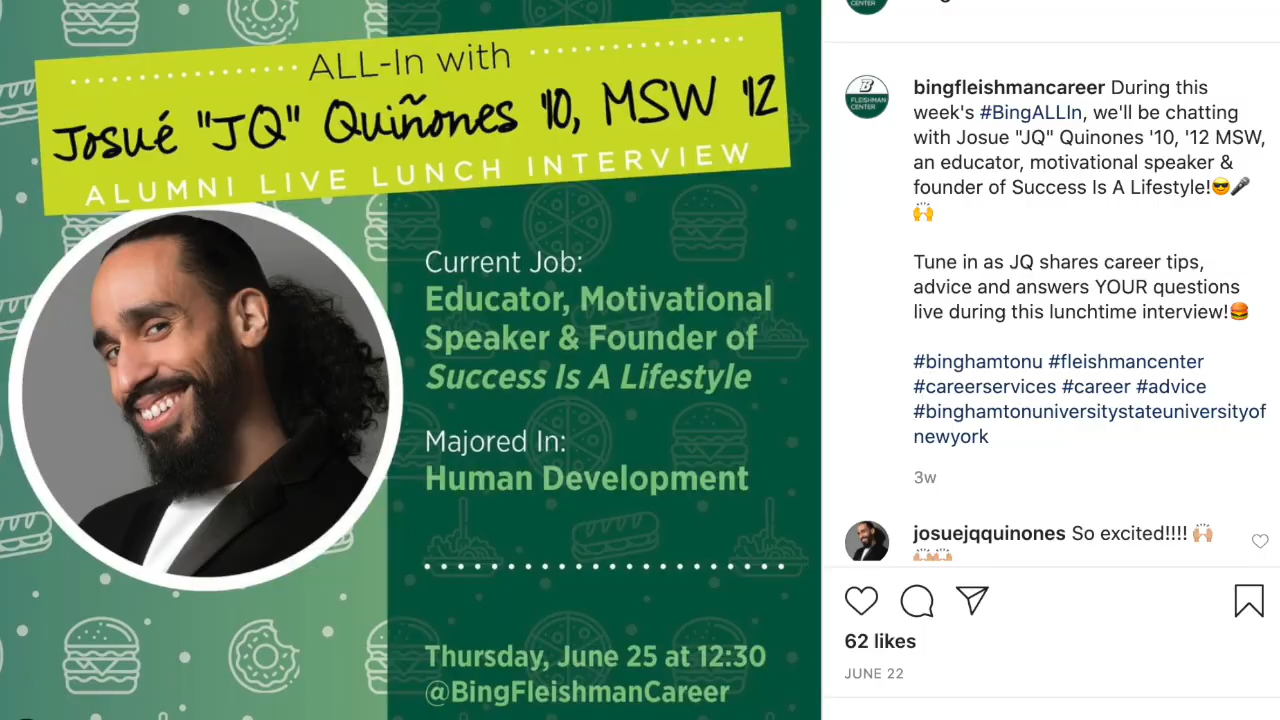 ALL-In with
Josué "JQ" Quiñones '10, MSW '12
ALUMNI LIVE LUNCH INTERVIEW
Current Job:
Educator, Motivational
Speaker & Founder of
Success Is A Lifestyle
Majored In:
Human Development
Thursday, June 25 at 12:30
@BingFleishmanCareer
CENTER
B
FLEISHMAN
CENTER
bingfleishmancareer During this
week's #BingALLIn, we'll be chatting
with Josue "JQ" Quinones '10, '12 MSW,
an educator, motivational speaker &
founder of Success Is A Lifestyle!😎🎤
🙌
Tune in as JQ shares career tips,
advice and answers YOUR questions
live during this lunchtime interview!🍔
#binghamtonu #fleishmancenter
#careerservices #career #advice
#binghamtonuniversitystateuniversityof
newyork
3w
josuejqquinones So excited!!!! 🙌🏼
🙌🏼🙌🏼
62 likes
JUNE 22